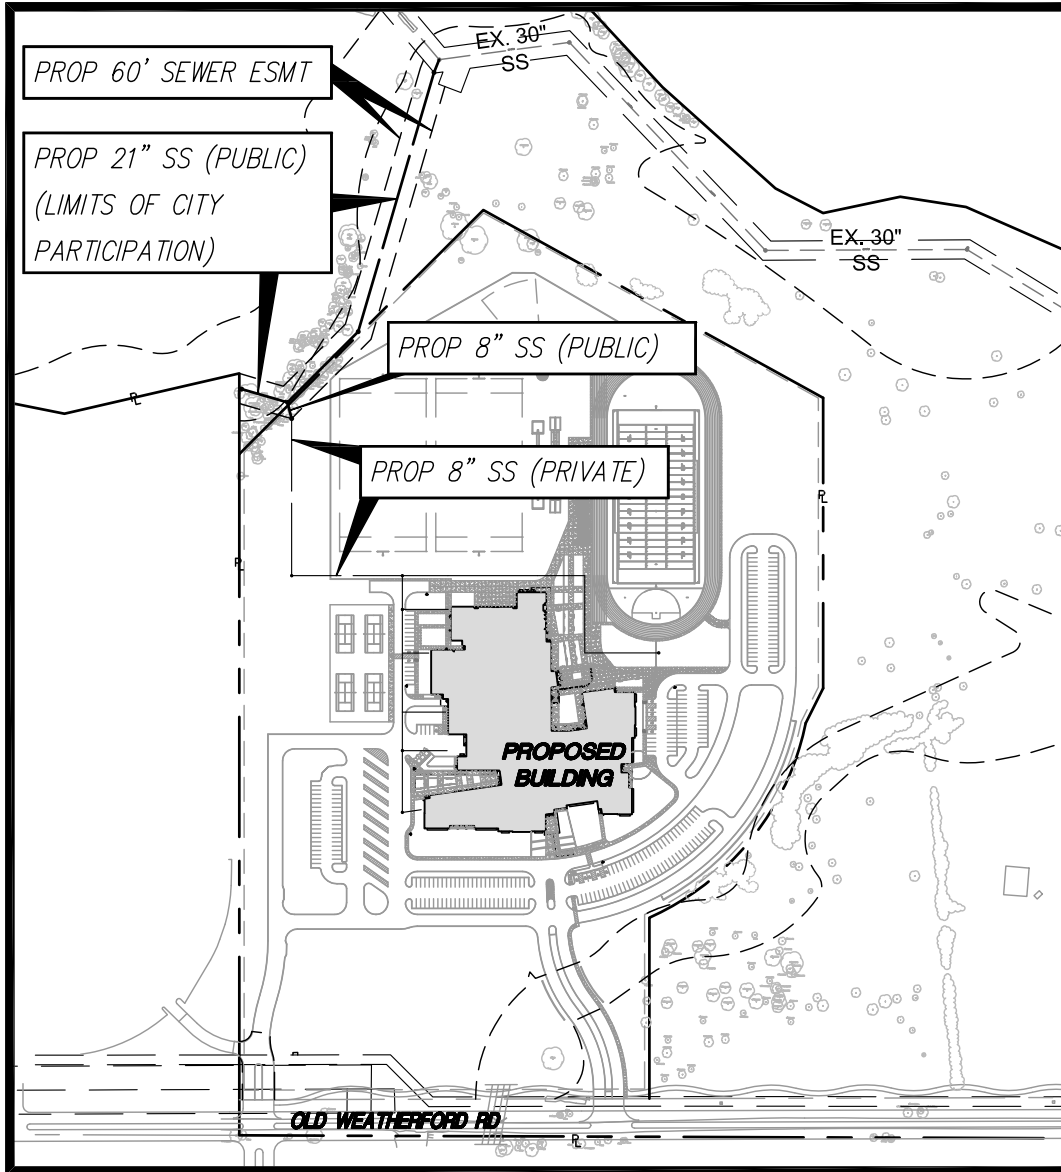 EX. 30"
SS
PROP 60' SEWER ESMT
PROP 21" SS (PUBLIC)
(LIMITS OF CITY
PARTICIPATION)
EX. 30"
SS
PROP 8" SS (PUBLIC)
PROP 8" SS (PRIVATE)
PROPOSED
BUILDING
OLD WEATHERFORD RD